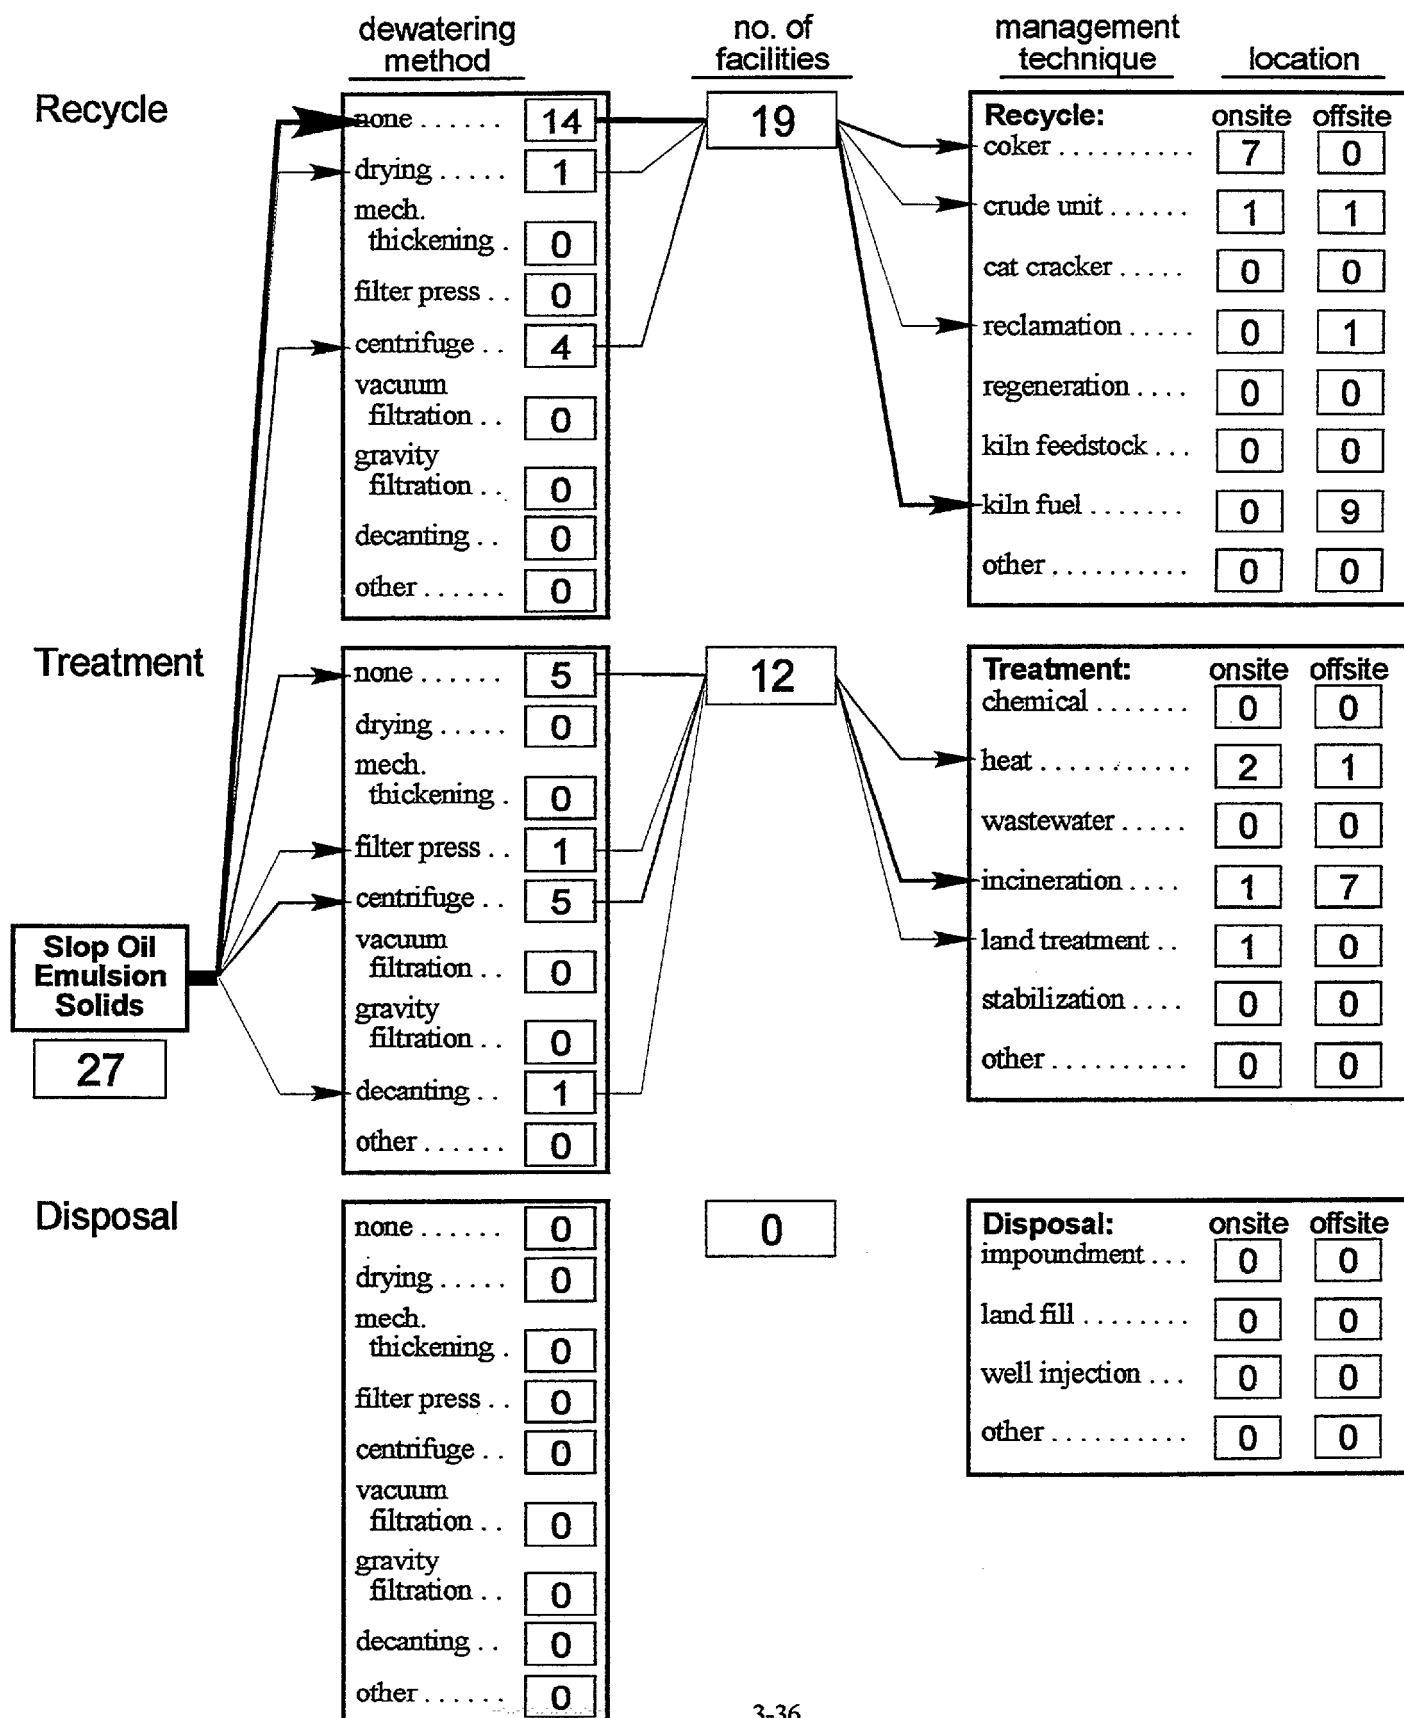 dewatering method
no. of facilities
management technique
location
Recycle
none ...... 14
drying ..... 1
mech. thickening . 0
filter press .. 0
centrifuge .. 4
vacuum filtration .. 0
gravity filtration .. 0
decanting .. 0
other ...... 0
19
Recycle: onsite offsite
coker .......... 7 0
crude unit ...... 1 1
cat cracker ..... 0 0
reclamation ..... 0 1
regeneration .... 0 0
kiln feedstock ... 0 0
kiln fuel ....... 0 9
other .......... 0 0
Treatment
none ...... 5
drying ..... 0
mech. thickening . 0
filter press .. 1
centrifuge .. 5
vacuum filtration .. 0
gravity filtration .. 0
decanting .. 1
other ...... 0
12
Treatment: onsite offsite
chemical ....... 0 0
heat ........... 2 1
wastewater ..... 0 0
incineration .... 1 7
land treatment .. 1 0
stabilization .... 0 0
other .......... 0 0
Slop Oil
Emulsion
Solids
27
Disposal
none ...... 0
drying ..... 0
mech. thickening . 0
filter press .. 0
centrifuge .. 0
vacuum filtration .. 0
gravity filtration .. 0
decanting .. 0
other ...... 0
0
Disposal: onsite offsite
impoundment ... 0 0
land fill ........ 0 0
well injection ... 0 0
other .......... 0 0
3-36